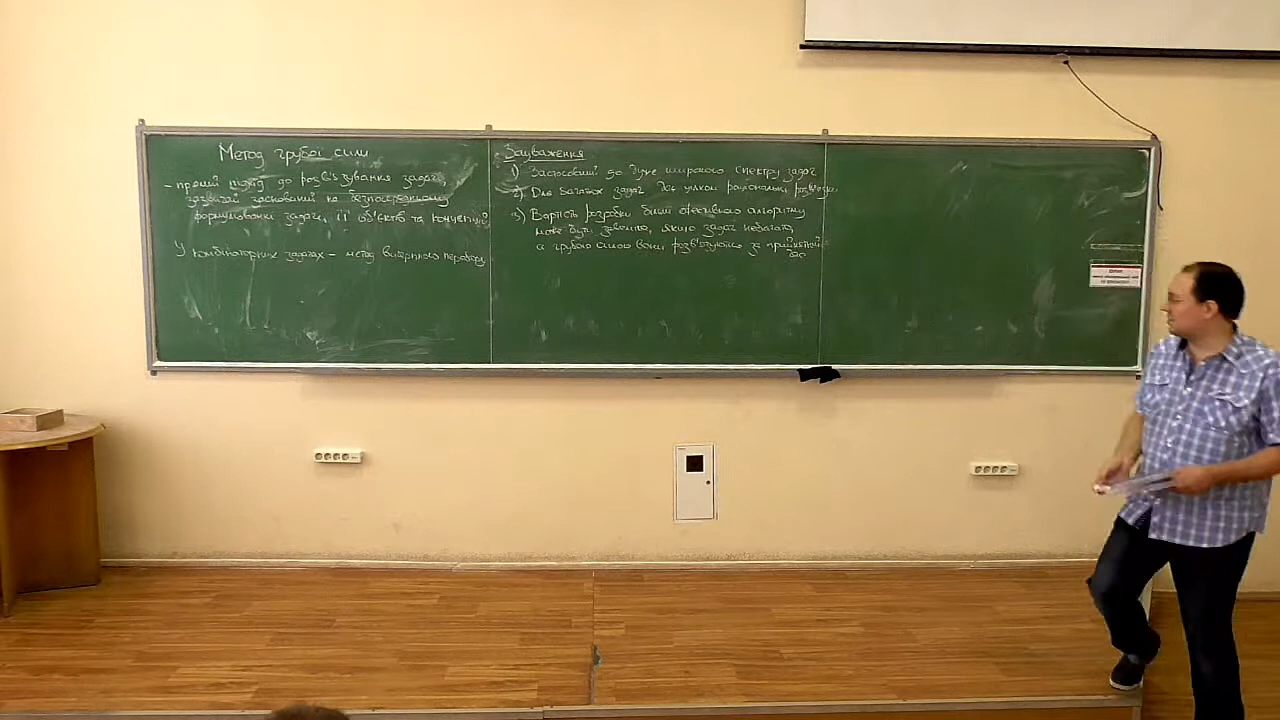 Метод грубої сили
– прямий підхід до розв'язування задач,
зазвичай заснований на безпосередньому
формулюванні задачі, її об'єктів та концепцій
У комбінаторних задачах – метод вичерпного перебору
Зауваження
1) Застосовний до дуже широкого спектру задач
2) Для багатьох задач дає цілком раціональні розв'язки
3) Вартість розробки більш ефективного алгоритму
може бути завелика, якщо задач небагато,
а грубою силою вони розв'язуються за прийнятний
час